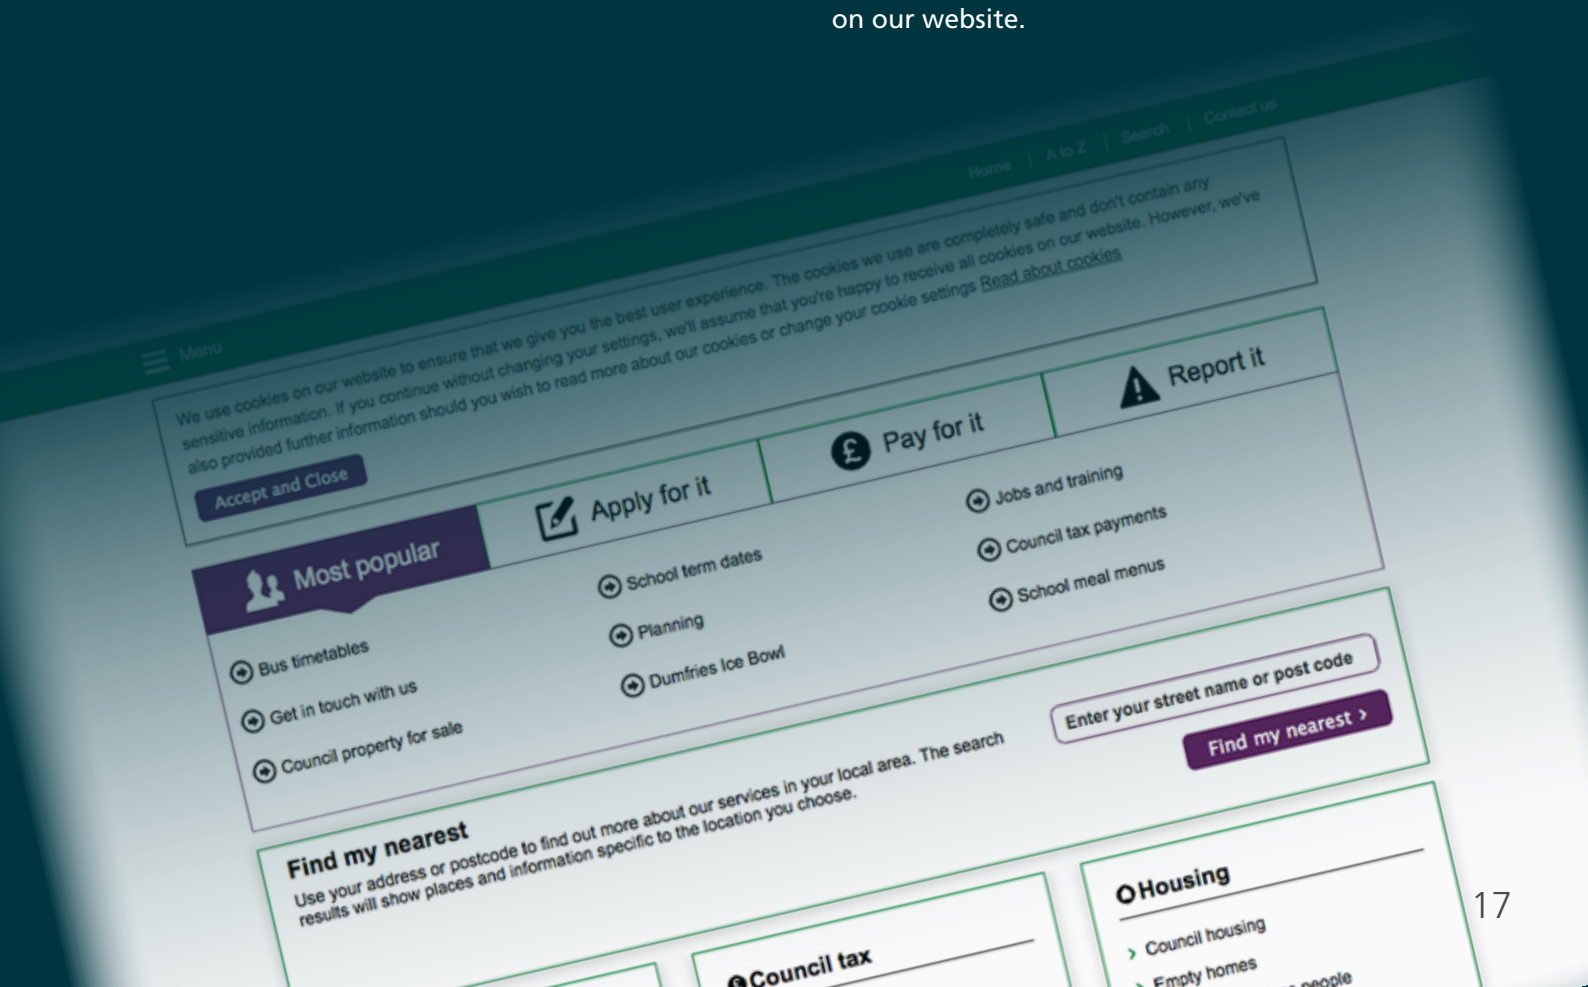 on our website.
Home | A to Z | Search | Contact us
Menu
We use cookies on our website to ensure that we give you the best user experience. The cookies we use are completely safe and don't contain any
sensitive information. If you continue without changing your settings, we'll assume that you're happy to receive all cookies on our website. However, we've
also provided further information should you wish to read more about our cookies or change your cookie settings Read about cookies
Accept and Close
Most popular
Apply for it
Pay for it
Report it
Bus timetables
Get in touch with us
Council property for sale
School term dates
Planning
Dumfries Ice Bowl
Jobs and training
Council tax payments
School meal menus
Find my nearest
Use your address or postcode to find out more about our services in your local area. The search
results will show places and information specific to the location you choose.
Enter your street name or post code
Find my nearest >
Council tax
Housing
Council housing
Empty homes
people
17